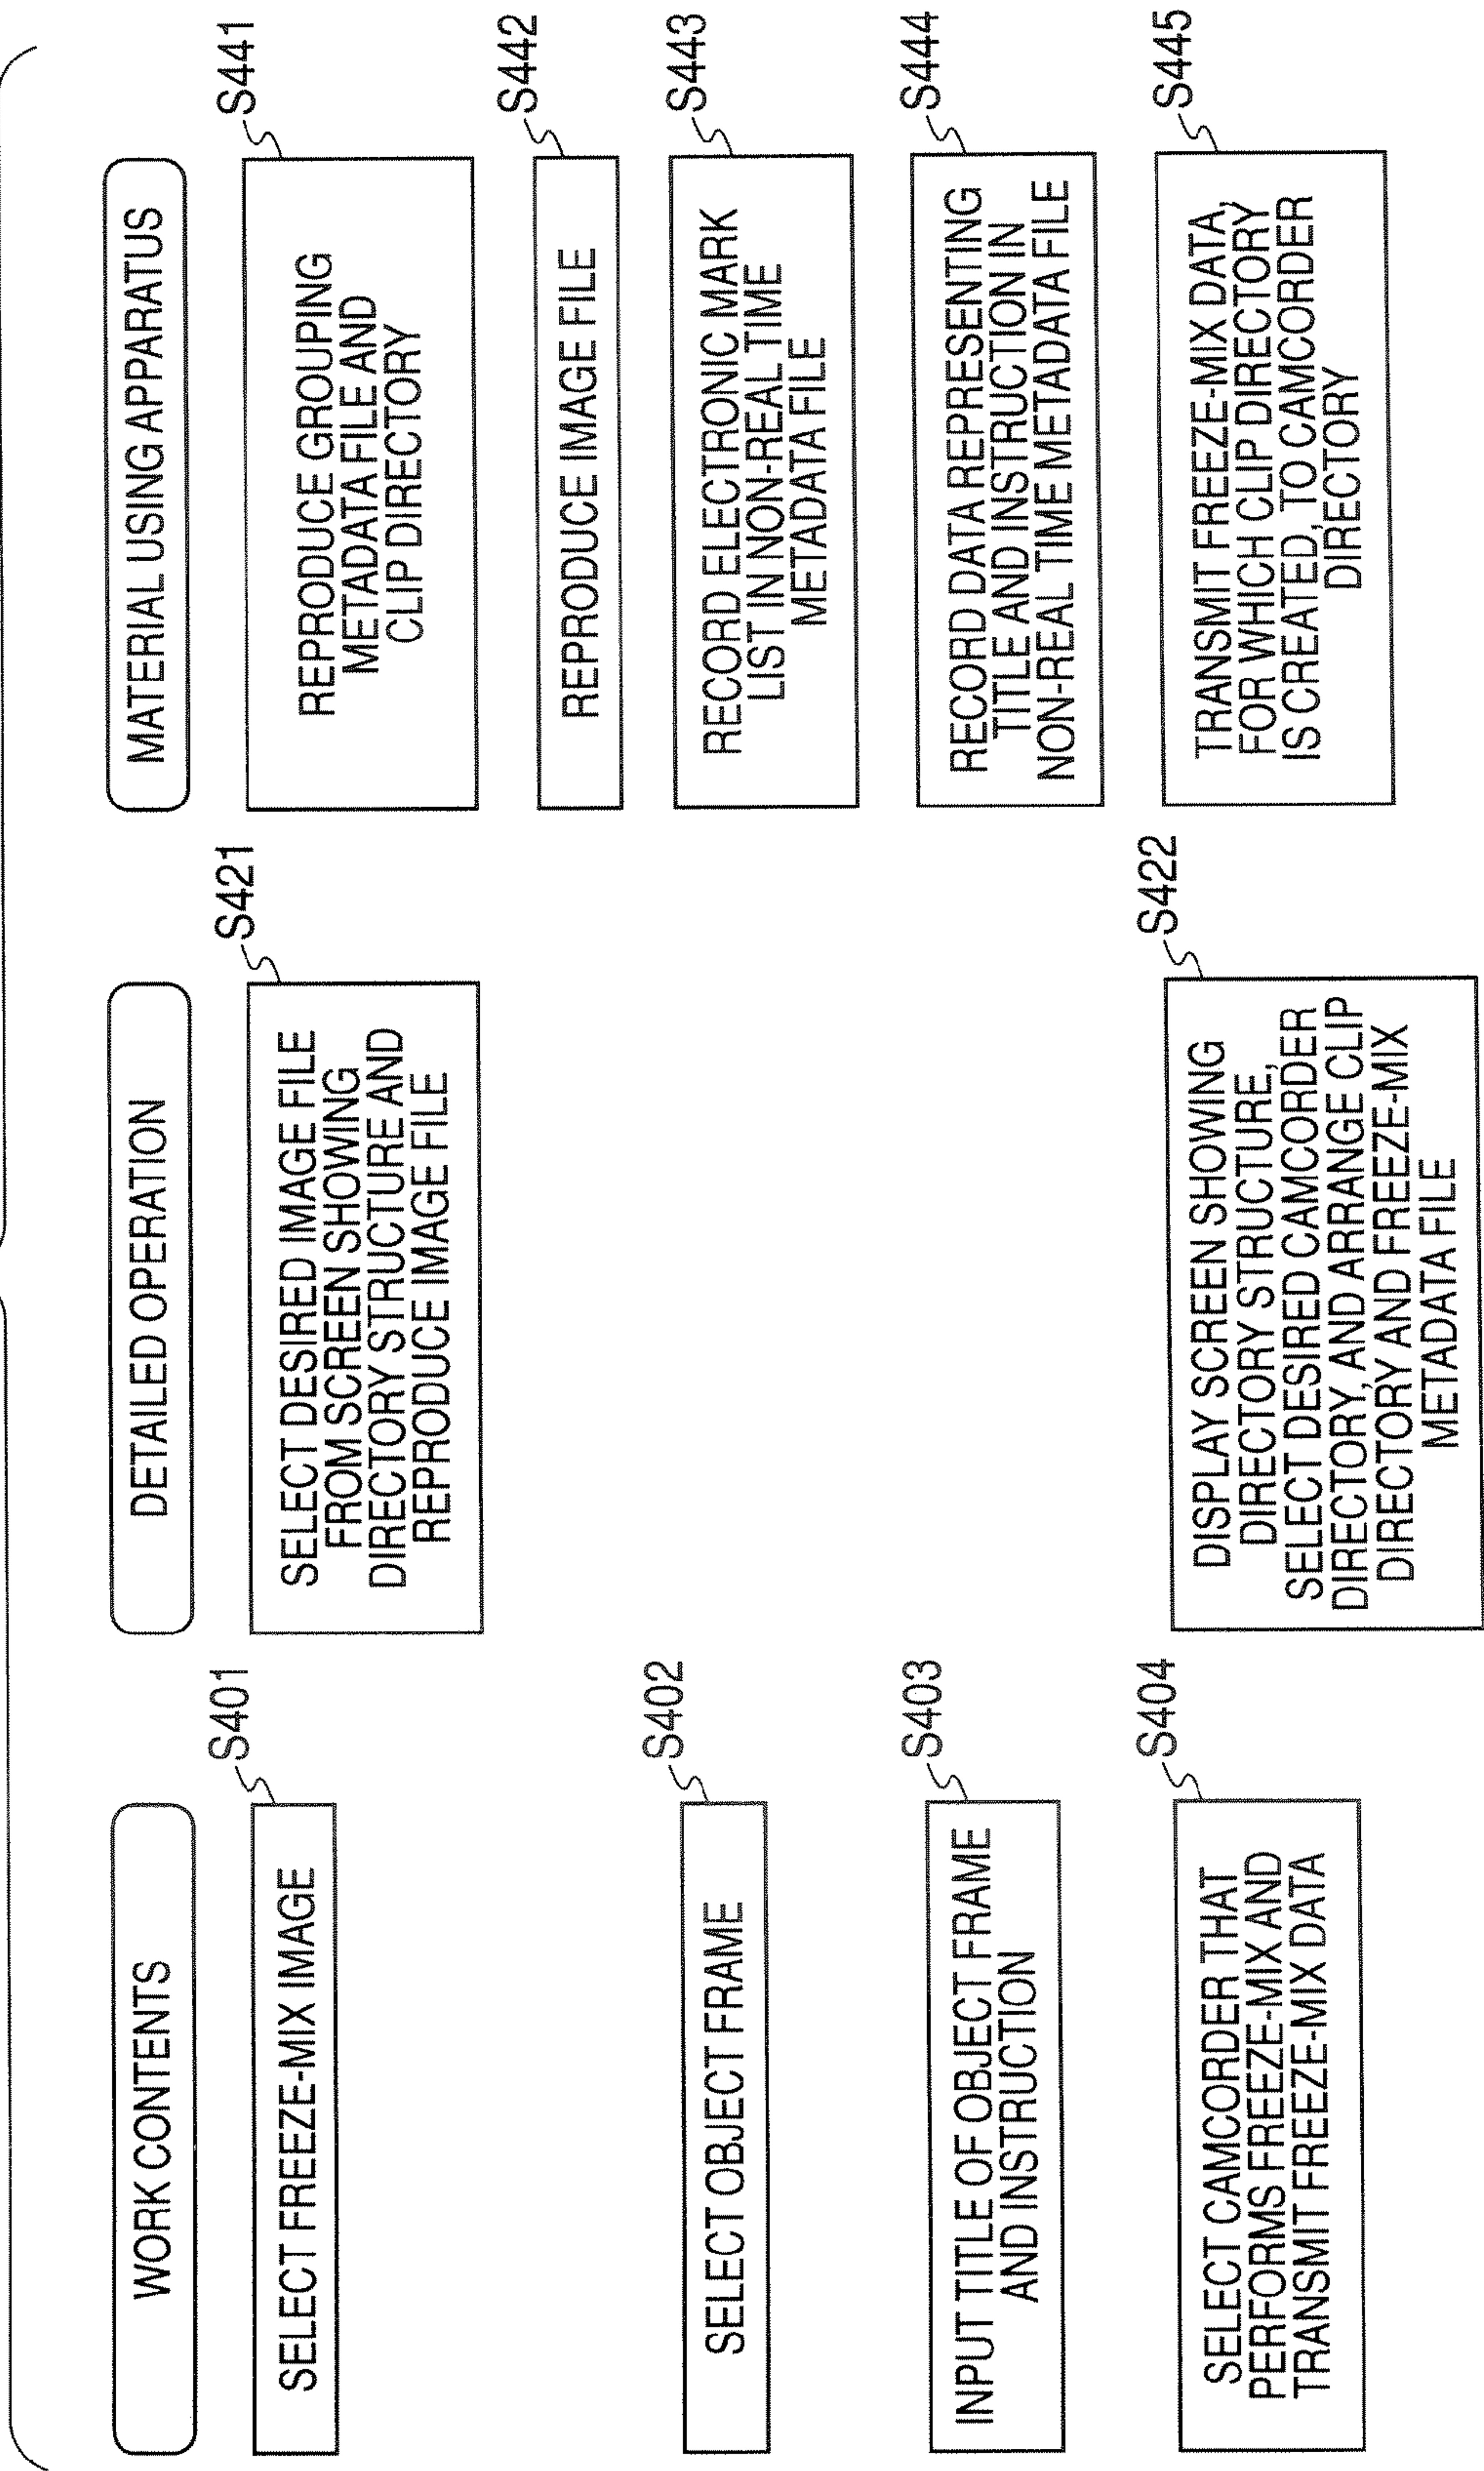 WORK CONTENTS
DETAILED OPERATION
MATERIAL USING APPARATUS
S401
SELECT FREEZE-MIX IMAGE
S421
SELECT DESIRED IMAGE FILE
FROM SCREEN SHOWING
DIRECTORY STRUCTURE AND
REPRODUCE IMAGE FILE
S441
REPRODUCE GROUPING
METADATA FILE AND
CLIP DIRECTORY
S442
REPRODUCE IMAGE FILE
S402
SELECT OBJECT FRAME
S443
RECORD ELECTRONIC MARK
LIST IN NON-REAL TIME
METADATA FILE
S403
INPUT TITLE OF OBJECT FRAME
AND INSTRUCTION
S444
RECORD DATA REPRESENTING
TITLE AND INSTRUCTION IN
NON-REAL TIME METADATA FILE
S404
SELECT CAMCORDER THAT
PERFORMS FREEZE-MIX AND
TRANSMIT FREEZE-MIX DATA
S422
DISPLAY SCREEN SHOWING
DIRECTORY STRUCTURE,
SELECT DESIRED CAMCORDER
DIRECTORY, AND ARRANGE CLIP
DIRECTORY AND FREEZE-MIX
METADATA FILE
S445
TRANSMIT FREEZE-MIX DATA,
FOR WHICH CLIP DIRECTORY
IS CREATED, TO CAMCORDER
DIRECTORY